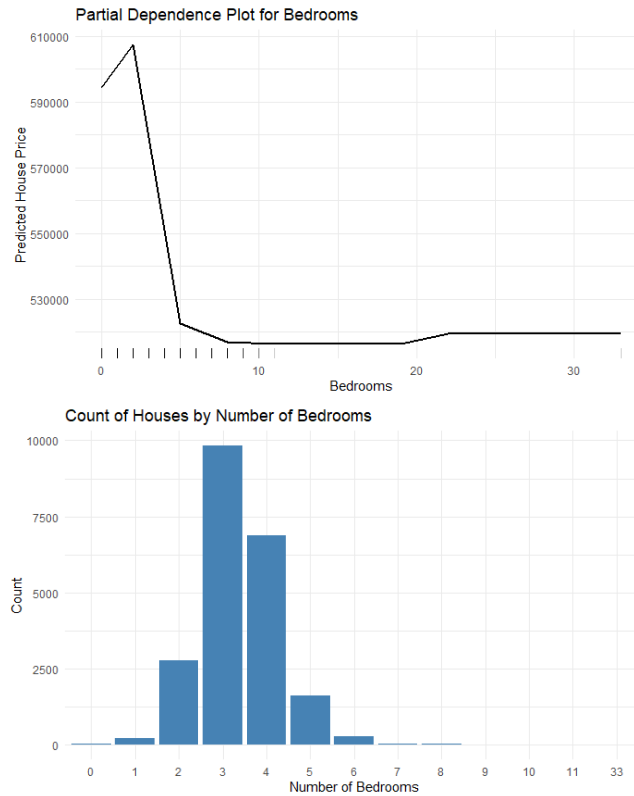 Partial Dependence Plot for Bedrooms
610000
590000
570000
550000
530000
Predicted House Price
0 10 20 30
Bedrooms
Count of Houses by Number of Bedrooms
10000
7500
5000
2500
0
Count
0 1 2 3 4 5 6 7 8 9 10 11 33
Number of Bedrooms